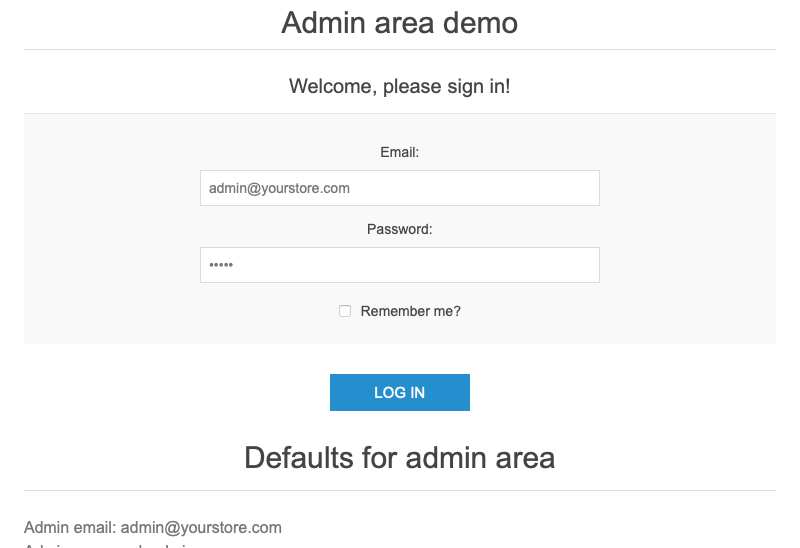 Admin area demo
Welcome, please sign in!
Email:
admin@yourstore.com
Password:
•••••
Remember me?
LOG IN
Defaults for admin area
Admin email: admin@yourstore.com